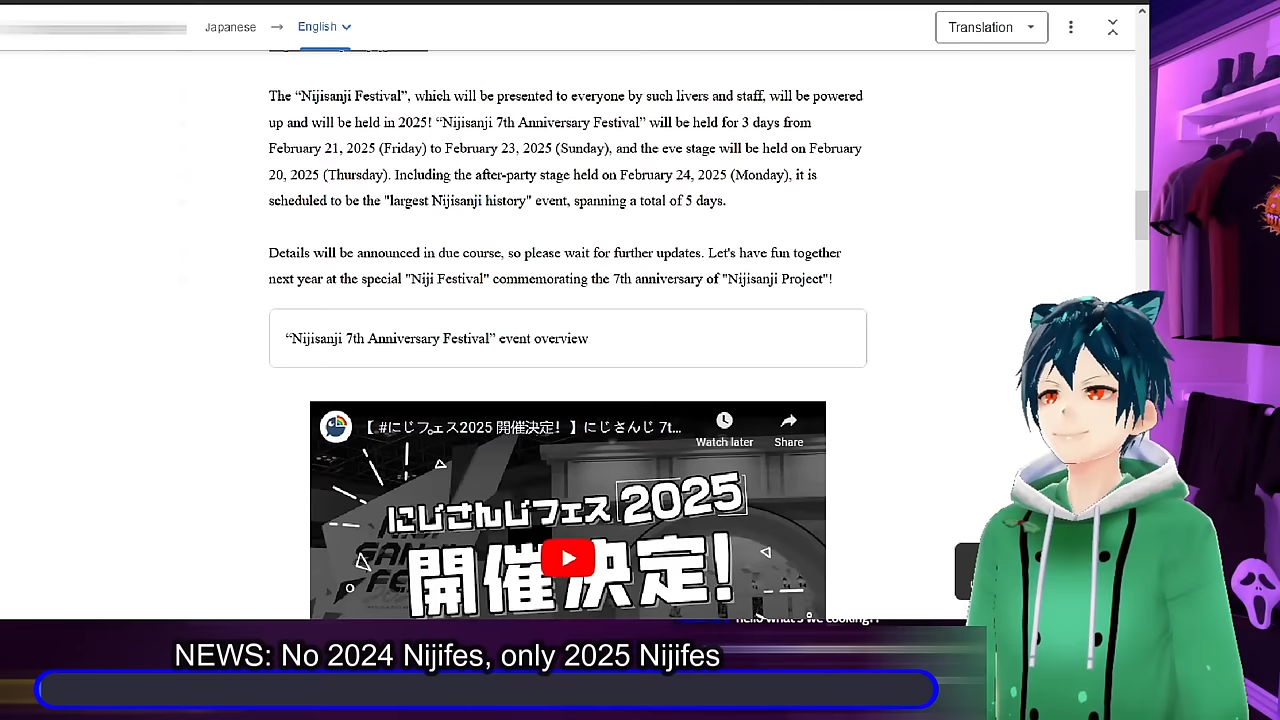 Japanese → English
Translation
The “Nijisanji Festival”, which will be presented to everyone by such livers and staff, will be powered
up and will be held in 2025! “Nijisanji 7th Anniversary Festival” will be held for 3 days from
February 21, 2025 (Friday) to February 23, 2025 (Sunday), and the eve stage will be held on February
20, 2025 (Thursday). Including the after-party stage held on February 24, 2025 (Monday), it is
scheduled to be the "largest Nijisanji history" event, spanning a total of 5 days.
Details will be announced in due course, so please wait for further updates. Let's have fun together
next year at the special "Niji Festival" commemorating the 7th anniversary of "Nijisanji Project"!
“Nijisanji 7th Anniversary Festival” event overview
【 #にじフェス2025 開催決定！ 】にじさんじ 7t...
Watch later
Share
にじさんじフェス 2025
開催決定!
hello what's we cooking?!
NEWS: No 2024 Nijifes, only 2025 Nijifes